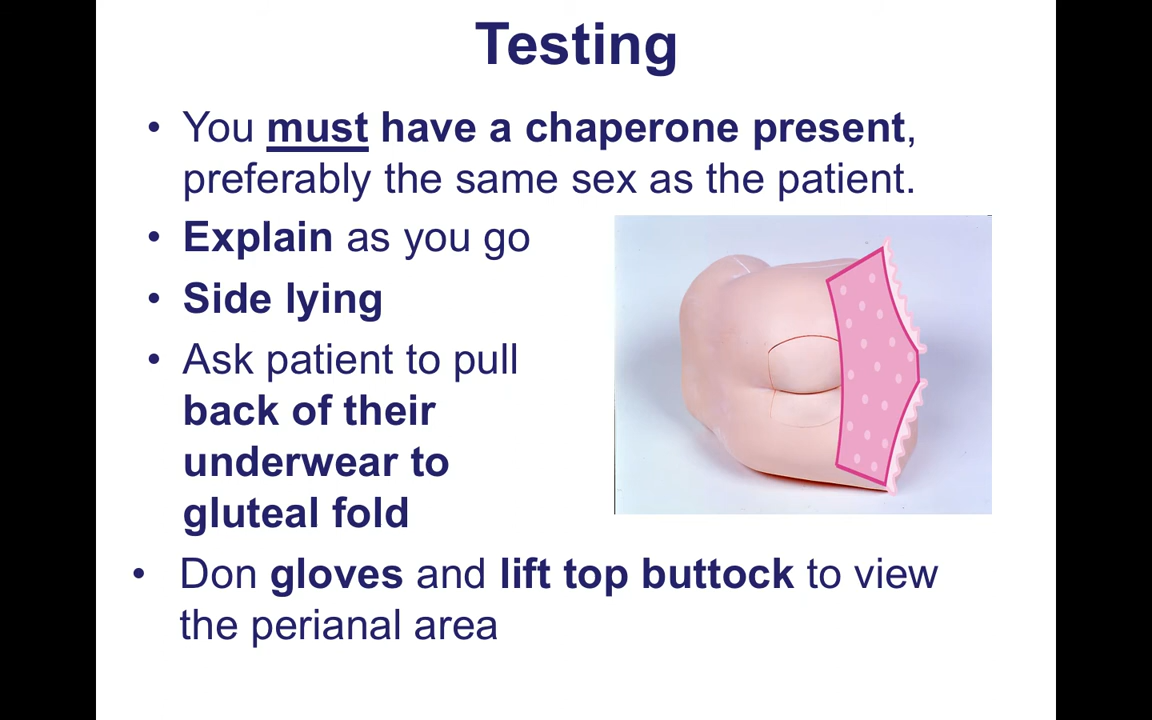 Testing
• You must have a chaperone present,
preferably the same sex as the patient.
• Explain as you go
• Side lying
• Ask patient to pull
back of their
underwear to
gluteal fold
• Don gloves and lift top buttock to view
the perianal area